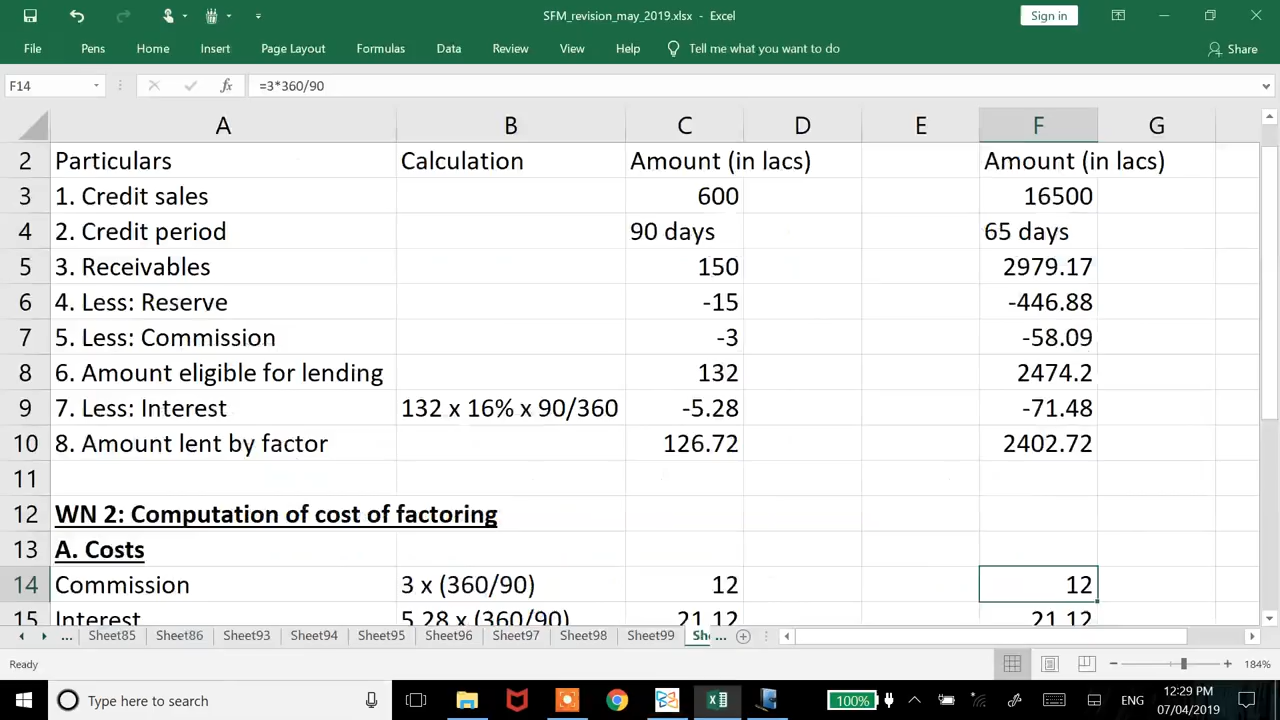 SFM_revision_may_2019.xlsx - Excel
Sign in
File Pens Home Insert Page Layout Formulas Data Review View Help Tell me what you want to do Share
F14 fx =3*360/90
A B C D E F G
2 Particulars Calculation Amount (in lacs) Amount (in lacs)
3 1. Credit sales 600 16500
4 2. Credit period 90 days 65 days
5 3. Receivables 150 2979.17
6 4. Less: Reserve -15 -446.88
7 5. Less: Commission -3 -58.09
8 6. Amount eligible for lending 132 2474.2
9 7. Less: Interest 132 x 16% x 90/360 -5.28 -71.48
10 8. Amount lent by factor 126.72 2402.72
11
12 WN 2: Computation of cost of factoring
13 A. Costs
14 Commission 3 x (360/90) 12 12
15 Interest 5.28 x (360/90) 21.12 21.12
... Sheet85 Sheet86 Sheet93 Sheet94 Sheet95 Sheet96 Sheet97 Sheet98 Sheet99 Sh ...
Ready 184%
Type here to search 100% ENG 12:29 PM
07/04/2019